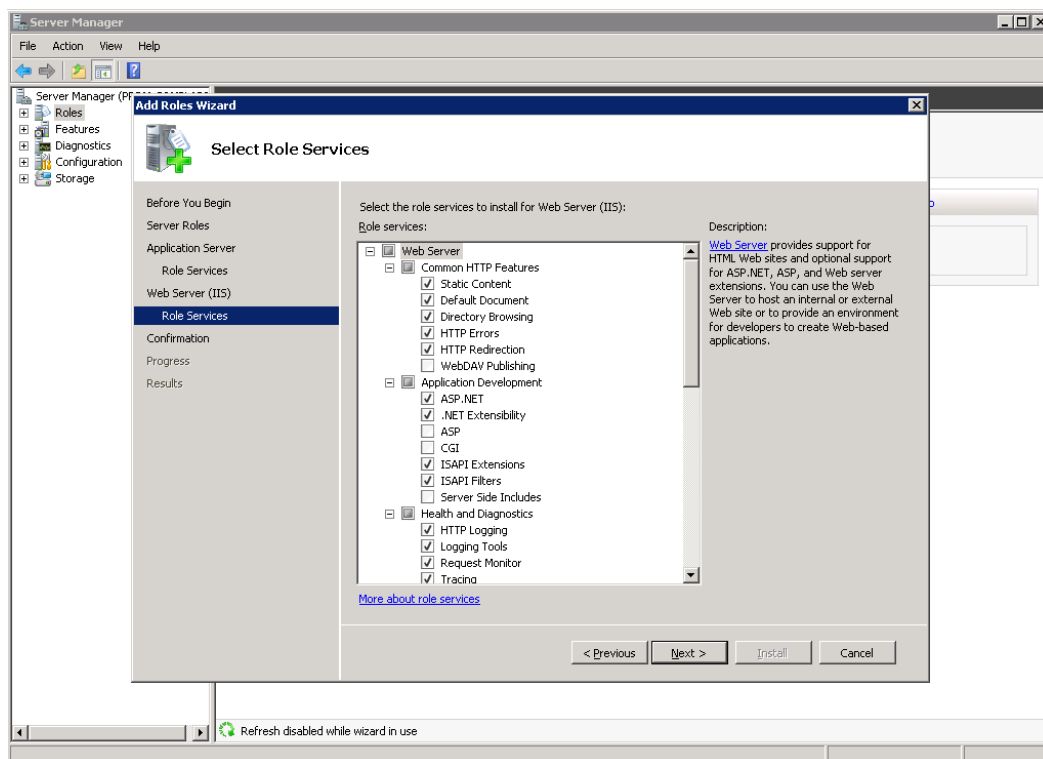 Server Manager
File Action View Help
Server Manager (
Roles
Features
Diagnostics
Configuration
Storage
Add Roles Wizard
Select Role Services
Before You Begin
Server Roles
Application Server
Role Services
Web Server (IIS)
Role Services
Confirmation
Progress
Results
Select the role services to install for Web Server (IIS):
Role services:
Web Server
Common HTTP Features
Static Content
Default Document
Directory Browsing
HTTP Errors
HTTP Redirection
WebDAV Publishing
Application Development
ASP.NET
.NET Extensibility
ASP
CGI
ISAPI Extensions
ISAPI Filters
Server Side Includes
Health and Diagnostics
HTTP Logging
Logging Tools
Request Monitor
Tracing
More about role services
Description:
Web Server provides support for
HTML Web sites and optional support
for ASP.NET, ASP, and Web server
extensions. You can use the Web
Server to host an internal or external
Web site or to provide an environment
for developers to create Web-based
applications.
< Previous
Next >
Install
Cancel
Refresh disabled while wizard in use